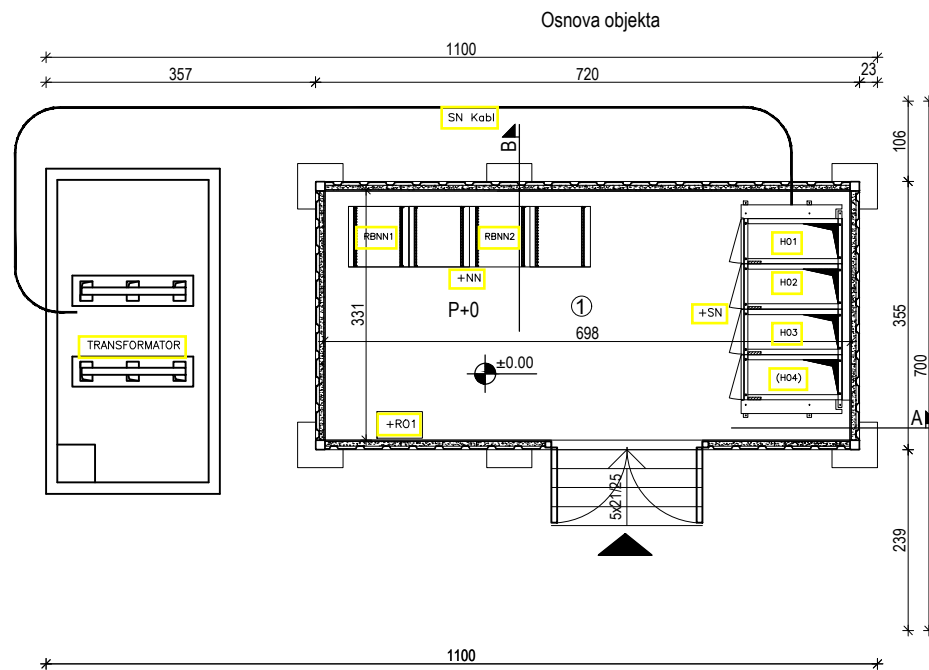 Osnova objekta
1100
357
720
23
SN Kabl
B
106
RBNN1
RBNN2
H01
+NN
H02
P+0
1
+SN
331
355
698
H03
TRANSFORMATOR
±0.00
700
(H04)
+RO1
A
5x21/25
239
1100